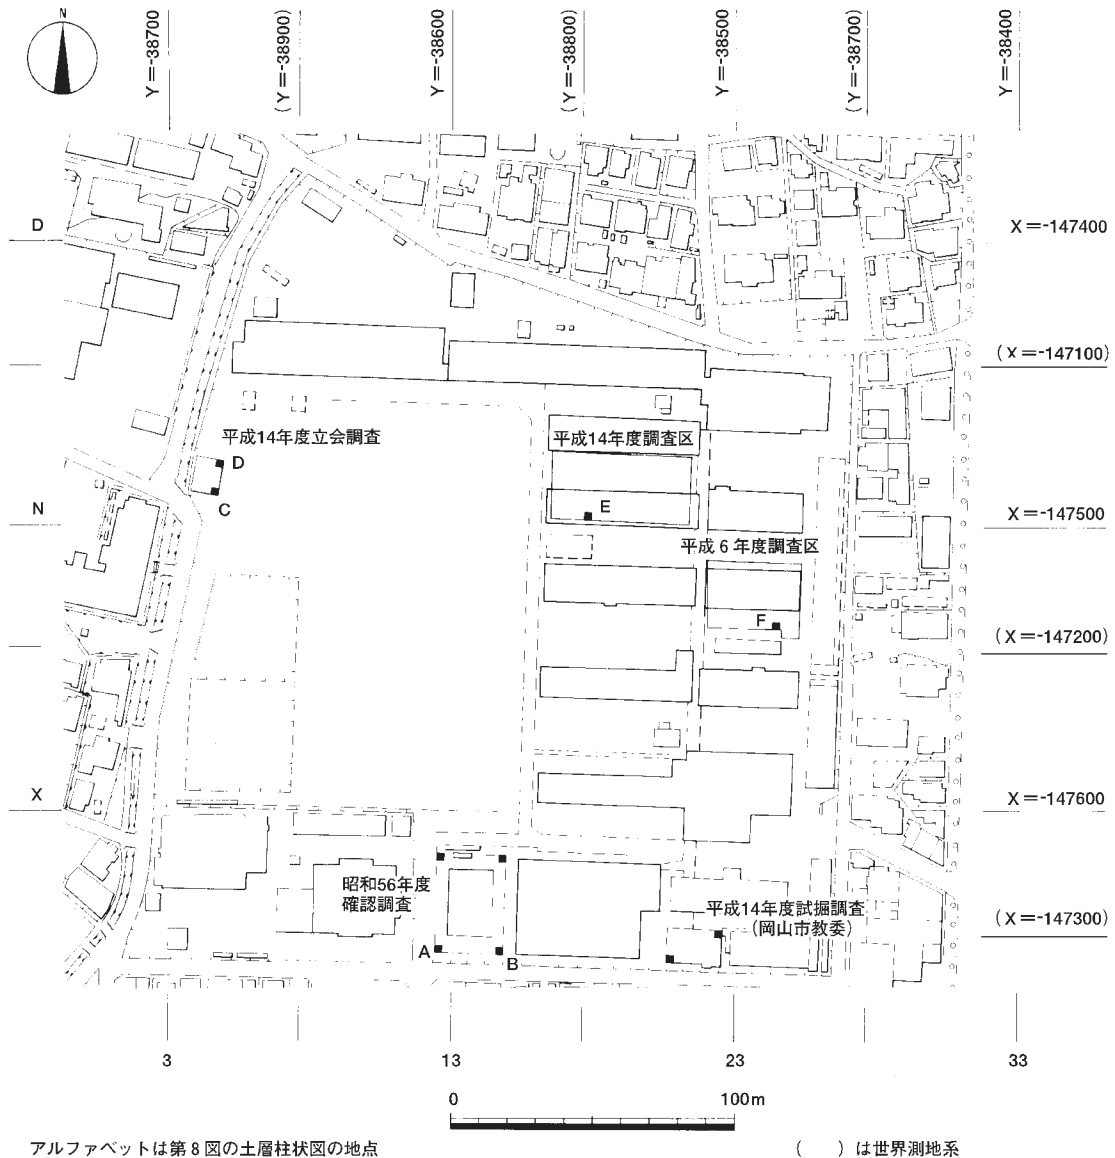 N
Y=-38700
(Y=-38900)
Y=-38600
(Y=-38800)
Y=-38500
(Y=-38700)
Y=-38400
D
X=-147400
(X=-147100)
平成14年度立会調査
平成14年度調査区
D
C
E
N
X=-147500
平成6年度調査区
F
(X=-147200)
X
X=-147600
昭和56年度
確認調査
平成14年度試掘調査
(岡山市教委)
(X=-147300)
A
B
3
13
23
33
0
100m
アルファベットは第8図の土層柱状図の地点
( )は世界測地系